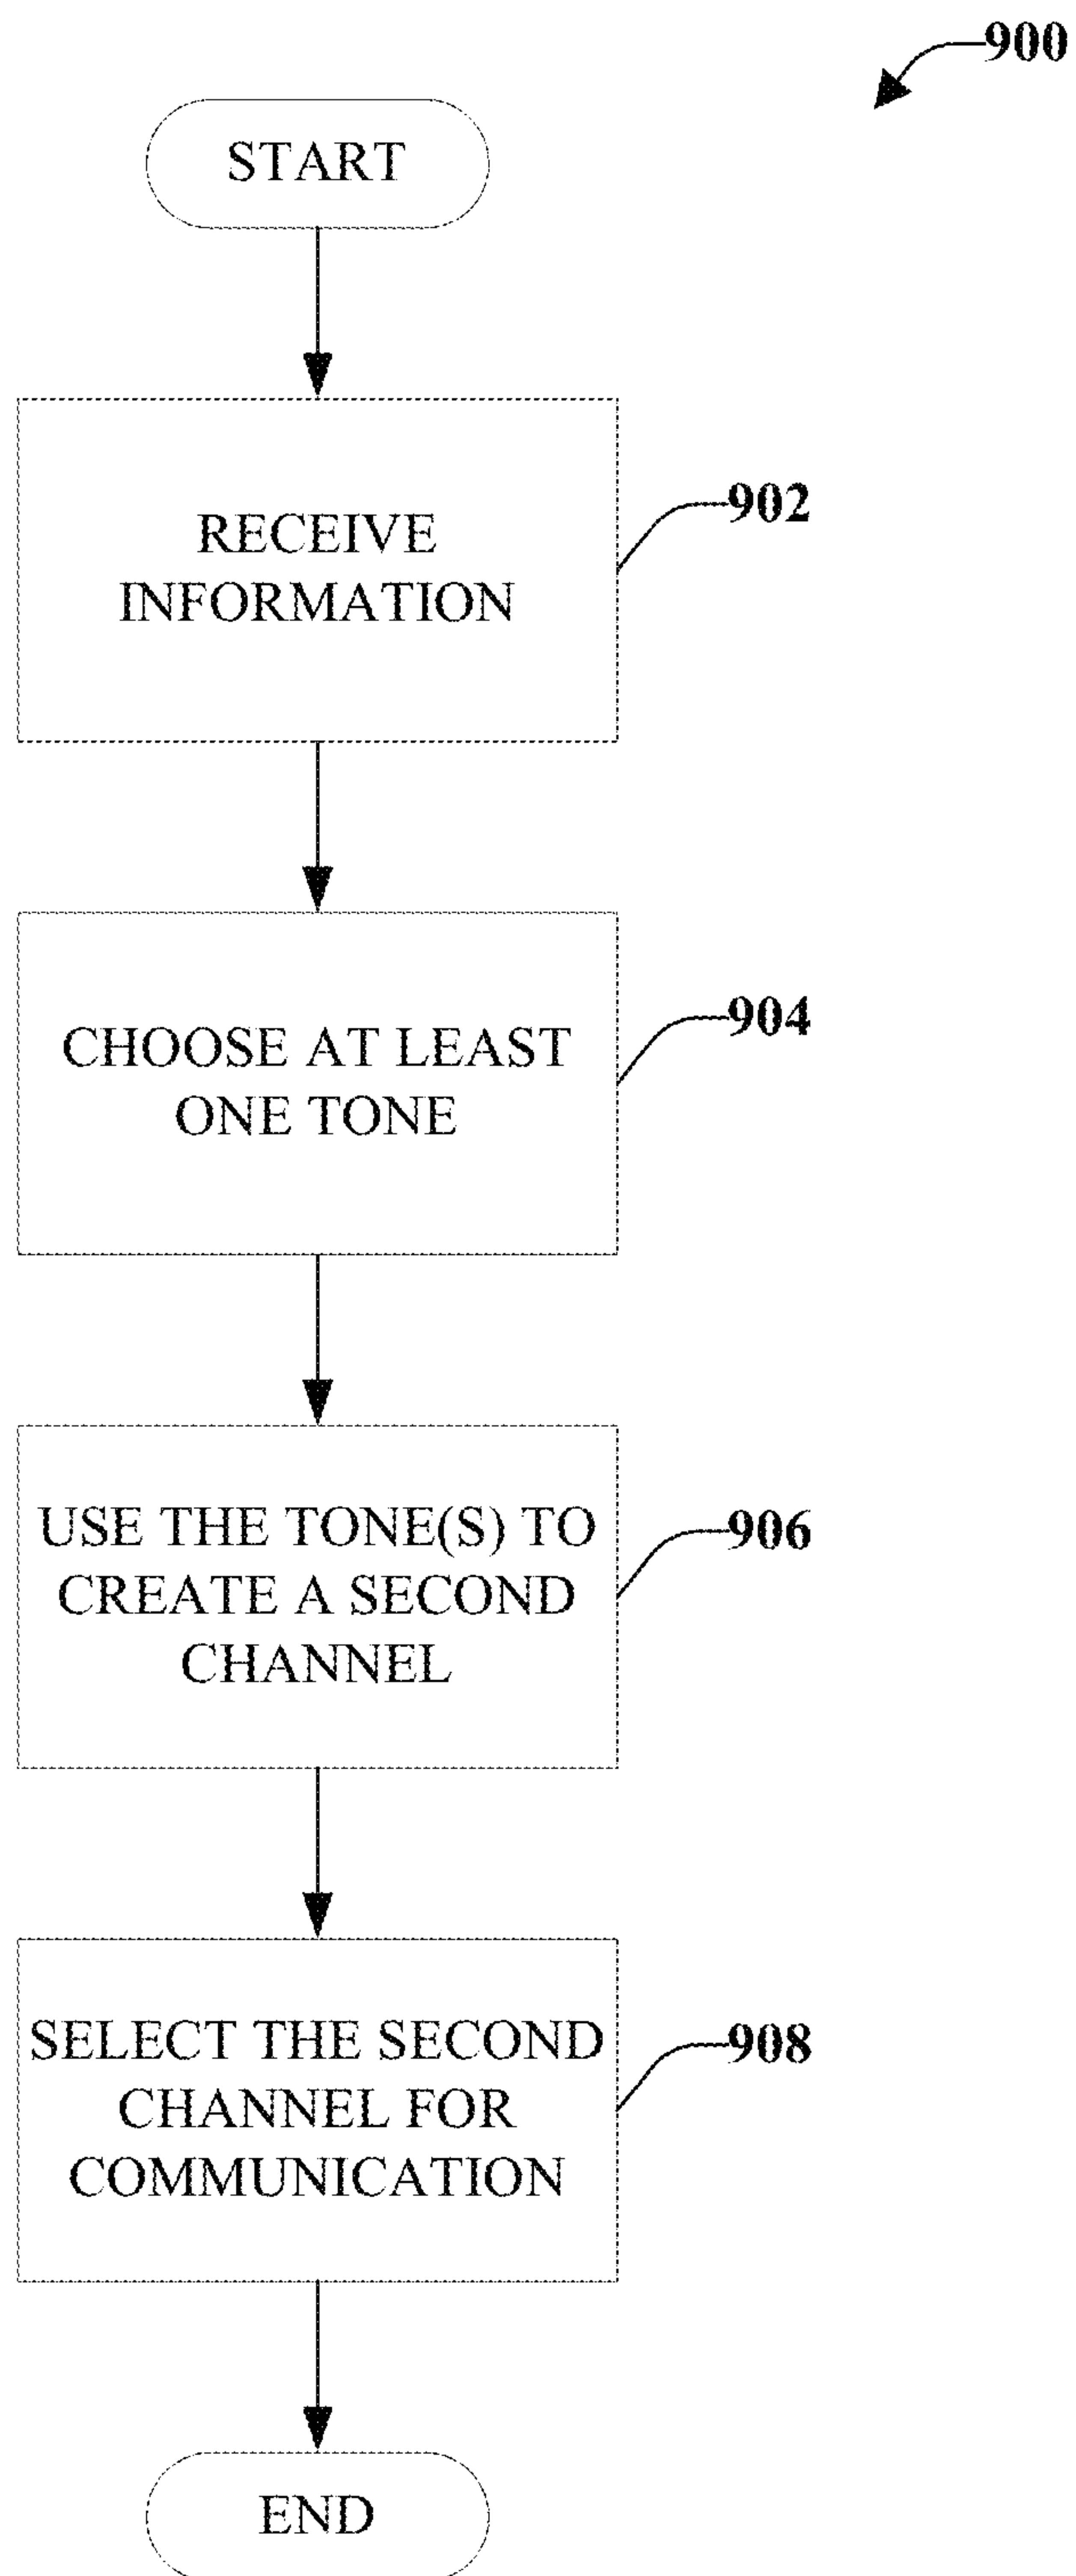 900
START
RECEIVE
INFORMATION
902
CHOOSE AT LEAST
ONE TONE
904
USE THE TONE(S) TO
CREATE A SECOND
CHANNEL
906
SELECT THE SECOND
CHANNEL FOR
COMMUNICATION
908
END